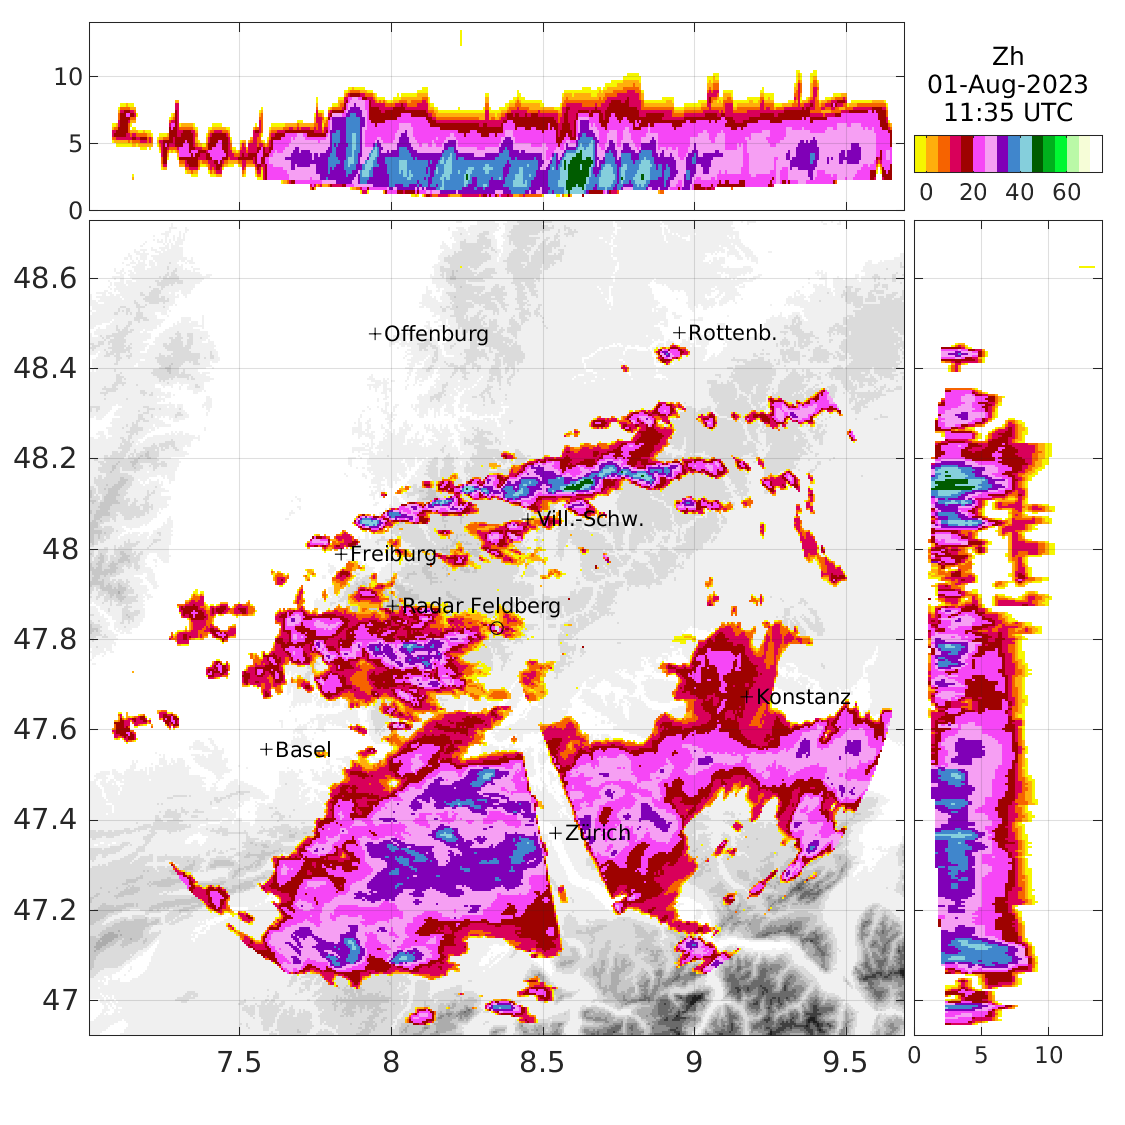 10
5
0
Zh
01-Aug-2023
11:35 UTC
0 20 40 60
48.6
48.4
48.2
48
47.8
47.6
47.4
47.2
47
+Offenburg
+Rottenb.
+Vill.-Schw.
+Freiburg
+Radar Feldberg
+Konstanz
+Basel
+Zürich
7.5 8 8.5 9 9.5
0 5 10